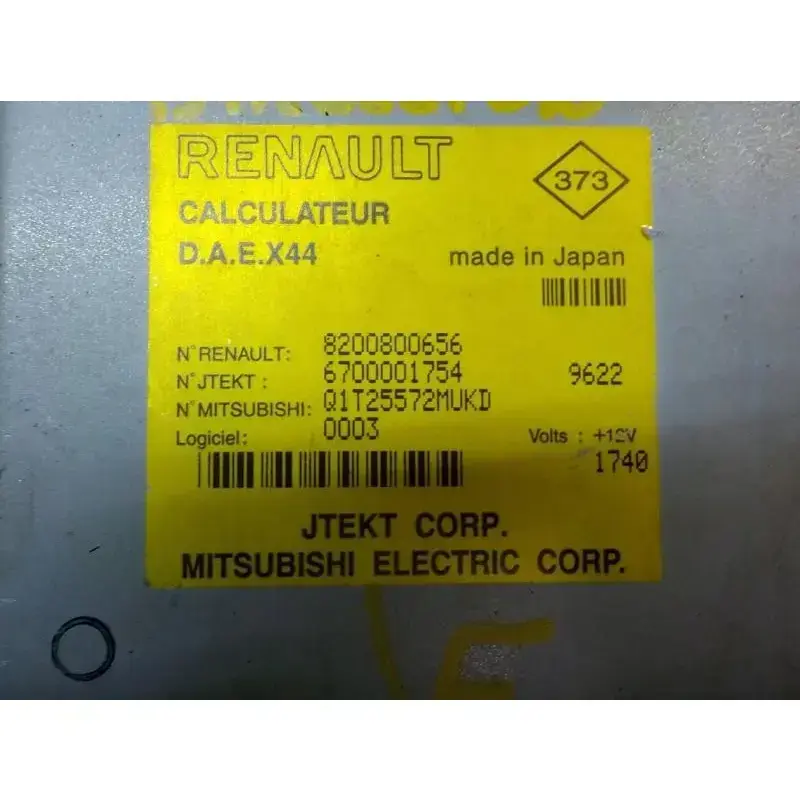 RENAULT
373
CALCULATEUR
D.A.E.X44
made in Japan
N°RENAULT: 8200800656
N°JTEKT : 6700001754 9622
N°MITSUBISHI: Q1T25572MUKD
Logiciel: 0003 Volts : +12V
1740
JTEKT CORP.
MITSUBISHI ELECTRIC CORP.